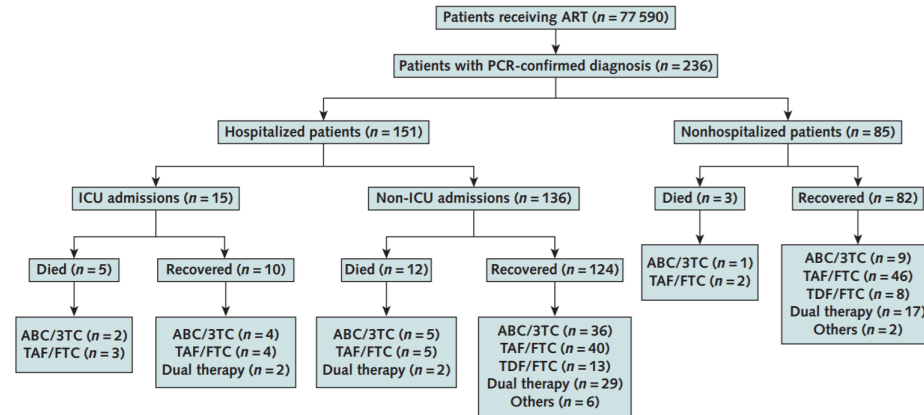 Patients receiving ART (n = 77 590)
Patients with PCR-confirmed diagnosis (n = 236)
Hospitalized patients (n = 151)
Nonhospitalized patients (n = 85)
ICU admissions (n = 15)
Non-ICU admissions (n = 136)
Died (n = 3)
Recovered (n = 82)
Died (n = 5)
Recovered (n = 10)
Died (n = 12)
Recovered (n = 124)
ABC/3TC (n = 1)
TAF/FTC (n = 2)
ABC/3TC (n = 9)
TAF/FTC (n = 46)
TDF/FTC (n = 8)
Dual therapy (n = 17)
Others (n = 2)
ABC/3TC (n = 2)
TAF/FTC (n = 3)
ABC/3TC (n = 4)
TAF/FTC (n = 4)
Dual therapy (n = 2)
ABC/3TC (n = 5)
TAF/FTC (n = 5)
Dual therapy (n = 2)
ABC/3TC (n = 36)
TAF/FTC (n = 40)
TDF/FTC (n = 13)
Dual therapy (n = 29)
Others (n = 6)